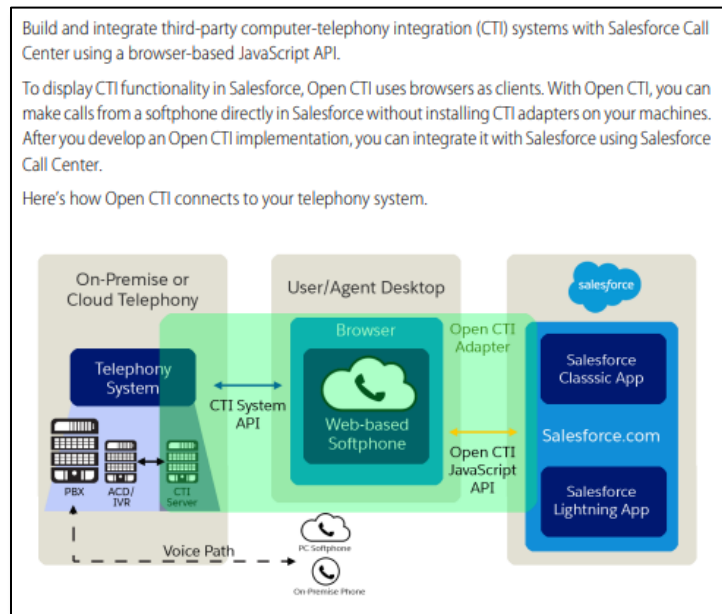 Build and integrate third-party computer-telephony integration (CTI) systems with Salesforce Call
Center using a browser-based JavaScript API.
To display CTI functionality in Salesforce, Open CTI uses browsers as clients. With Open CTI, you can
make calls from a softphone directly in Salesforce without installing CTI adapters on your machines.
After you develop an Open CTI implementation, you can integrate it with Salesforce using Salesforce
Call Center.
Here's how Open CTI connects to your telephony system.
On-Premise or
Cloud Telephony
User/Agent Desktop
salesforce
Telephony
System
CTI System
API
Browser
Web-based
Softphone
Open CTI
Adapter
Open CTI
JavaScript
API
Salesforce
Classsic App
Salesforce.com
Salesforce
Lightning App
PBX
ACD/
IVR
CTI
Server
Voice Path
PC Softphone
On-Premise Phone